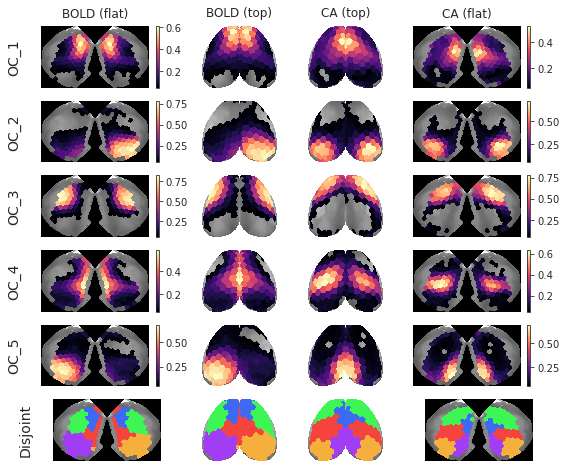 BOLD (flat) BOLD (top) CA (top) CA (flat)
OC_1 0.6 0.4 0.2 0.4 0.2
OC_2 0.75 0.50 0.25 0.50 0.25
OC_3 0.75 0.50 0.25 0.75 0.50 0.25
OC_4 0.4 0.2 0.6 0.4 0.2
OC_5 0.50 0.25 0.50 0.25
Disjoint